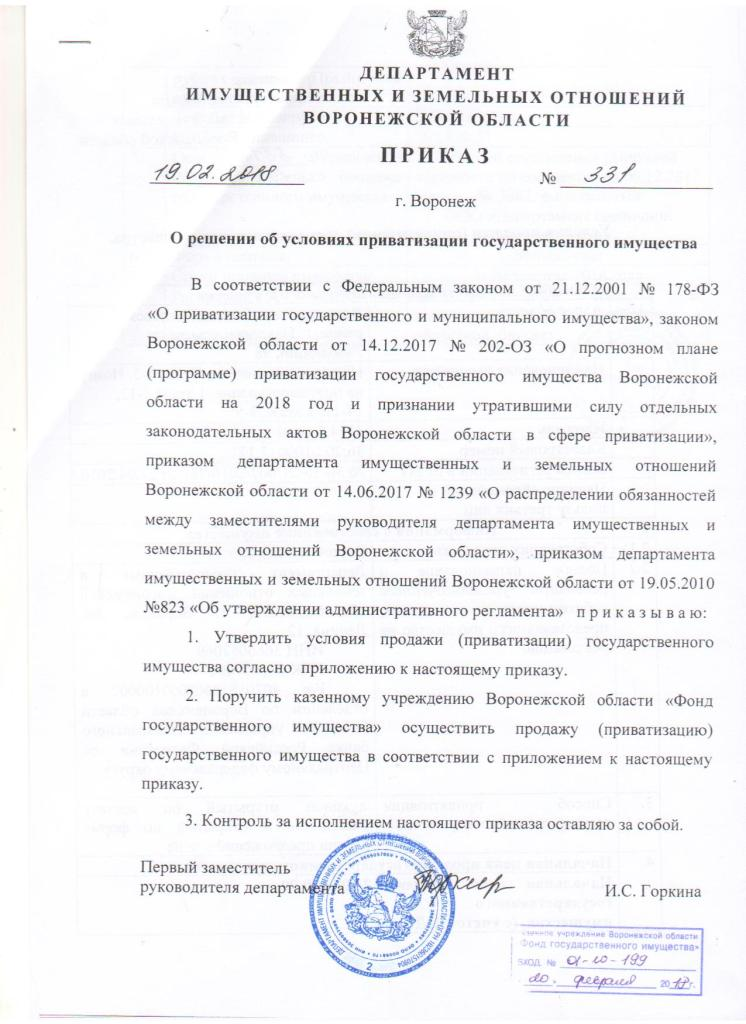 ДЕПАРТАМЕНТ
ИМУЩЕСТВЕННЫХ И ЗЕМЕЛЬНЫХ ОТНОШЕНИЙ
ВОРОНЕЖСКОЙ ОБЛАСТИ
ПРИКАЗ
19.02.2018 № 331
г. Воронеж
О решении об условиях приватизации государственного имущества
В соответствии с Федеральным законом от 21.12.2001 № 178-ФЗ
«О приватизации государственного и муниципального имущества», законом
Воронежской области от 14.12.2017 № 202-ОЗ «О прогнозном плане
(программе) приватизации государственного имущества Воронежской
области на 2018 год и признании утратившими силу отдельных
законодательных актов Воронежской области в сфере приватизации»,
приказом департамента имущественных и земельных отношений
Воронежской области от 14.06.2017 № 1239 «О распределении обязанностей
между заместителями руководителя департамента имущественных и
земельных отношений Воронежской области», приказом департамента
имущественных и земельных отношений Воронежской области от 19.05.2010
№823 «Об утверждении административного регламента» п р и к а з ы в а ю:
1. Утвердить условия продажи (приватизации) государственного
имущества согласно приложению к настоящему приказу.
2. Поручить казенному учреждению Воронежской области «Фонд
государственного имущества» осуществить продажу (приватизацию)
государственного имущества в соответствии с приложением к настоящему
приказу.
3. Контроль за исполнением настоящего приказа оставляю за собой.
Первый заместитель
руководителя департамента И.С. Горкина
учреждение Воронежской области
Фонд государственного имущества»
ВХОД. № 01-10-199
20 февраля 20 г.
2